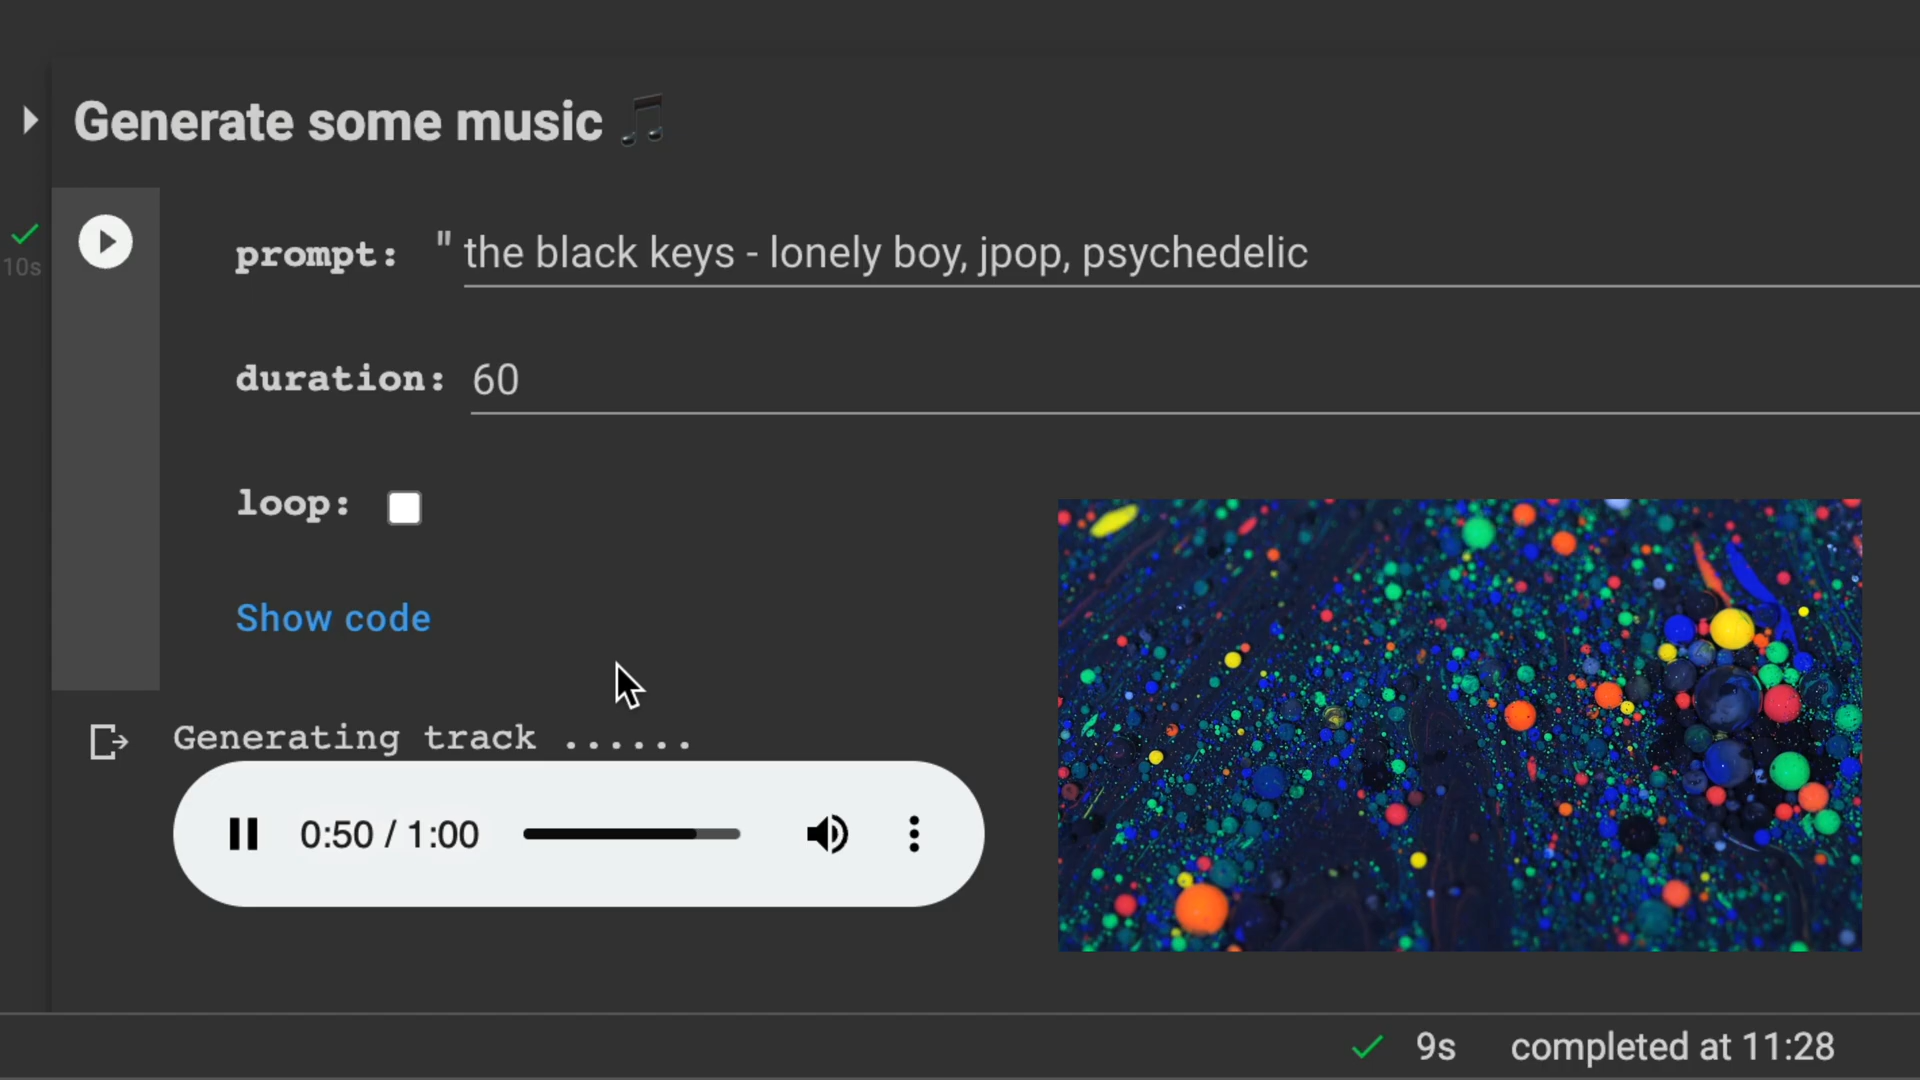 Generate some music 🎵
10s
prompt: " the black keys - lonely boy, jpop, psychedelic
duration: 60
loop:
Show code
Generating track ......
0:50 / 1:00
9s completed at 11:28